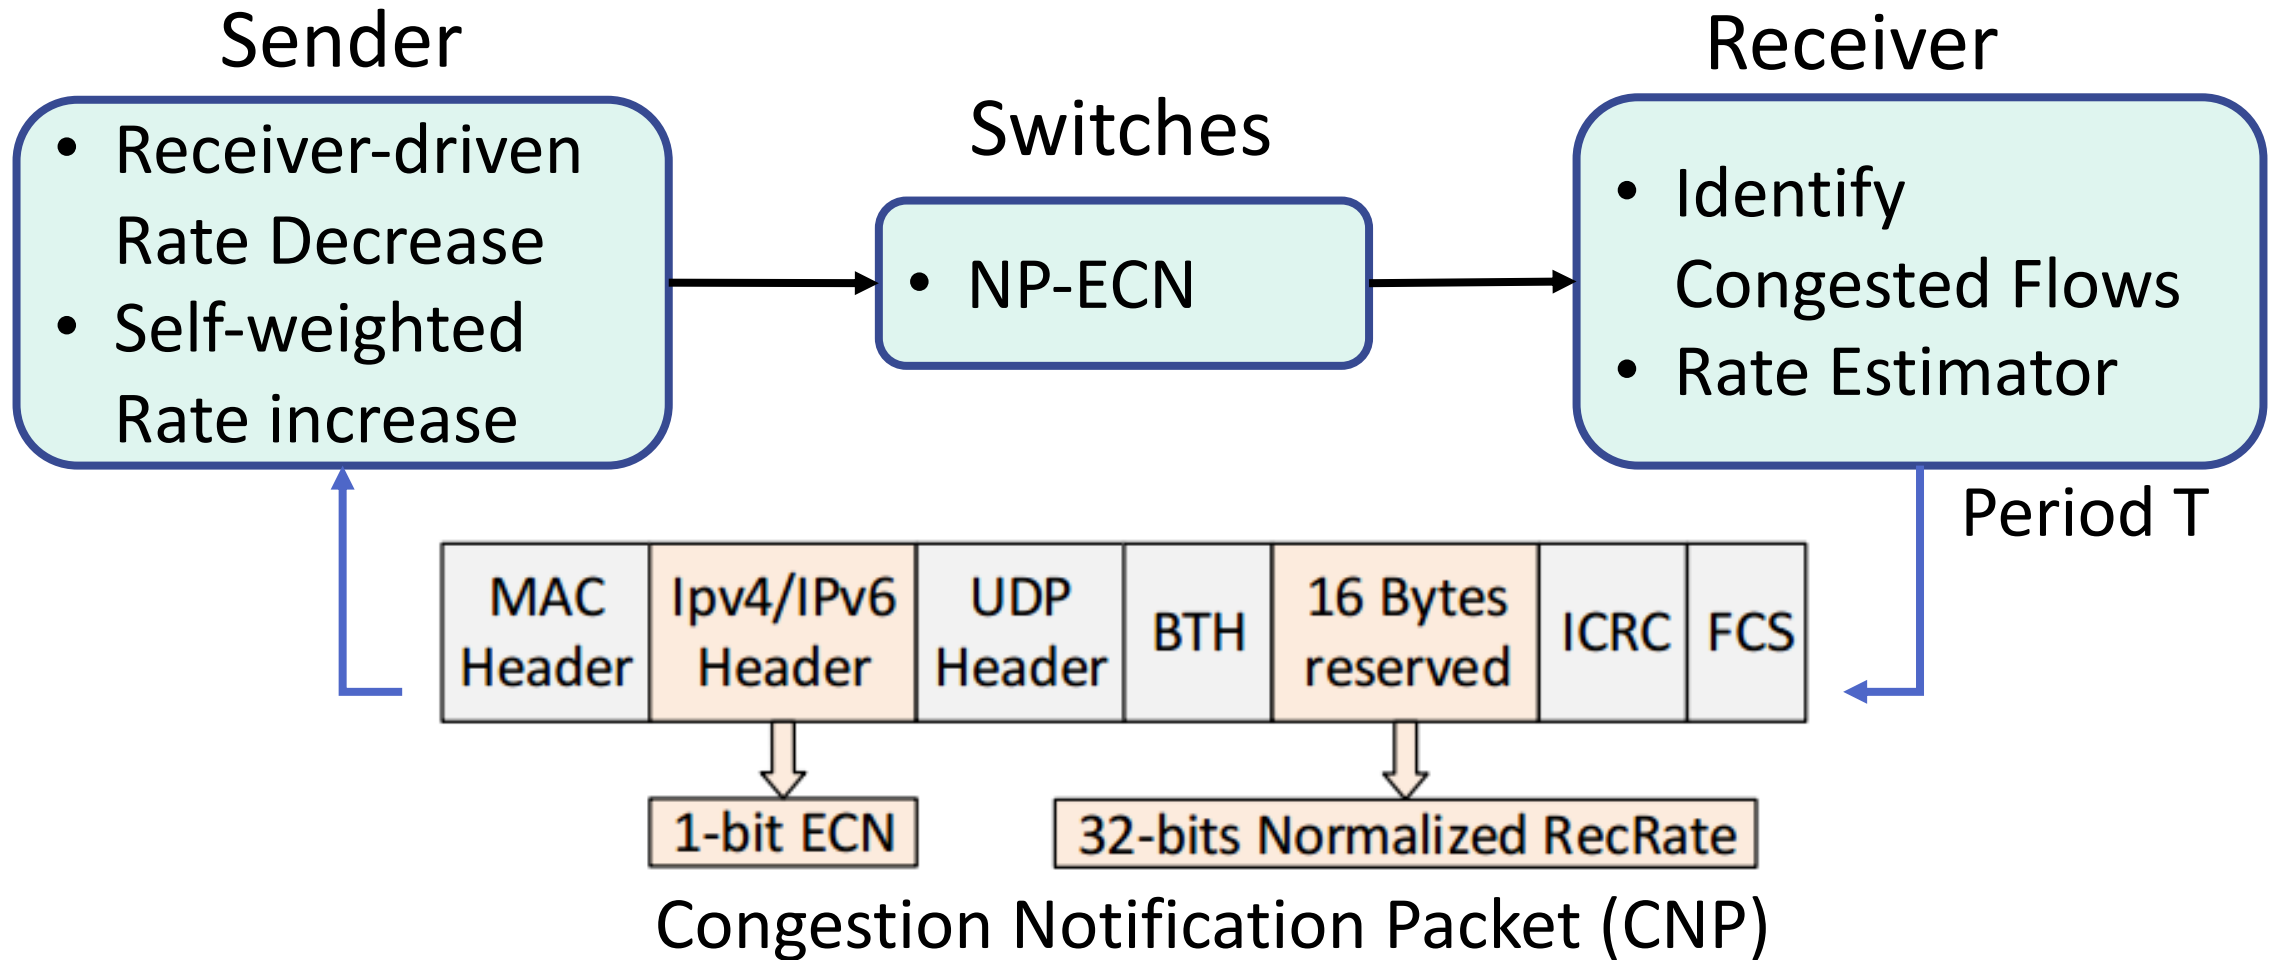 Sender
• Receiver-driven
Rate Decrease
• Self-weighted
Rate increase
Switches
• NP-ECN
Receiver
• Identify
Congested Flows
• Rate Estimator
Period T
MAC
Header
Ipv4/IPv6
Header
UDP
Header
BTH
16 Bytes
reserved
ICRC
FCS
1-bit ECN
32-bits Normalized RecRate
Congestion Notification Packet (CNP)